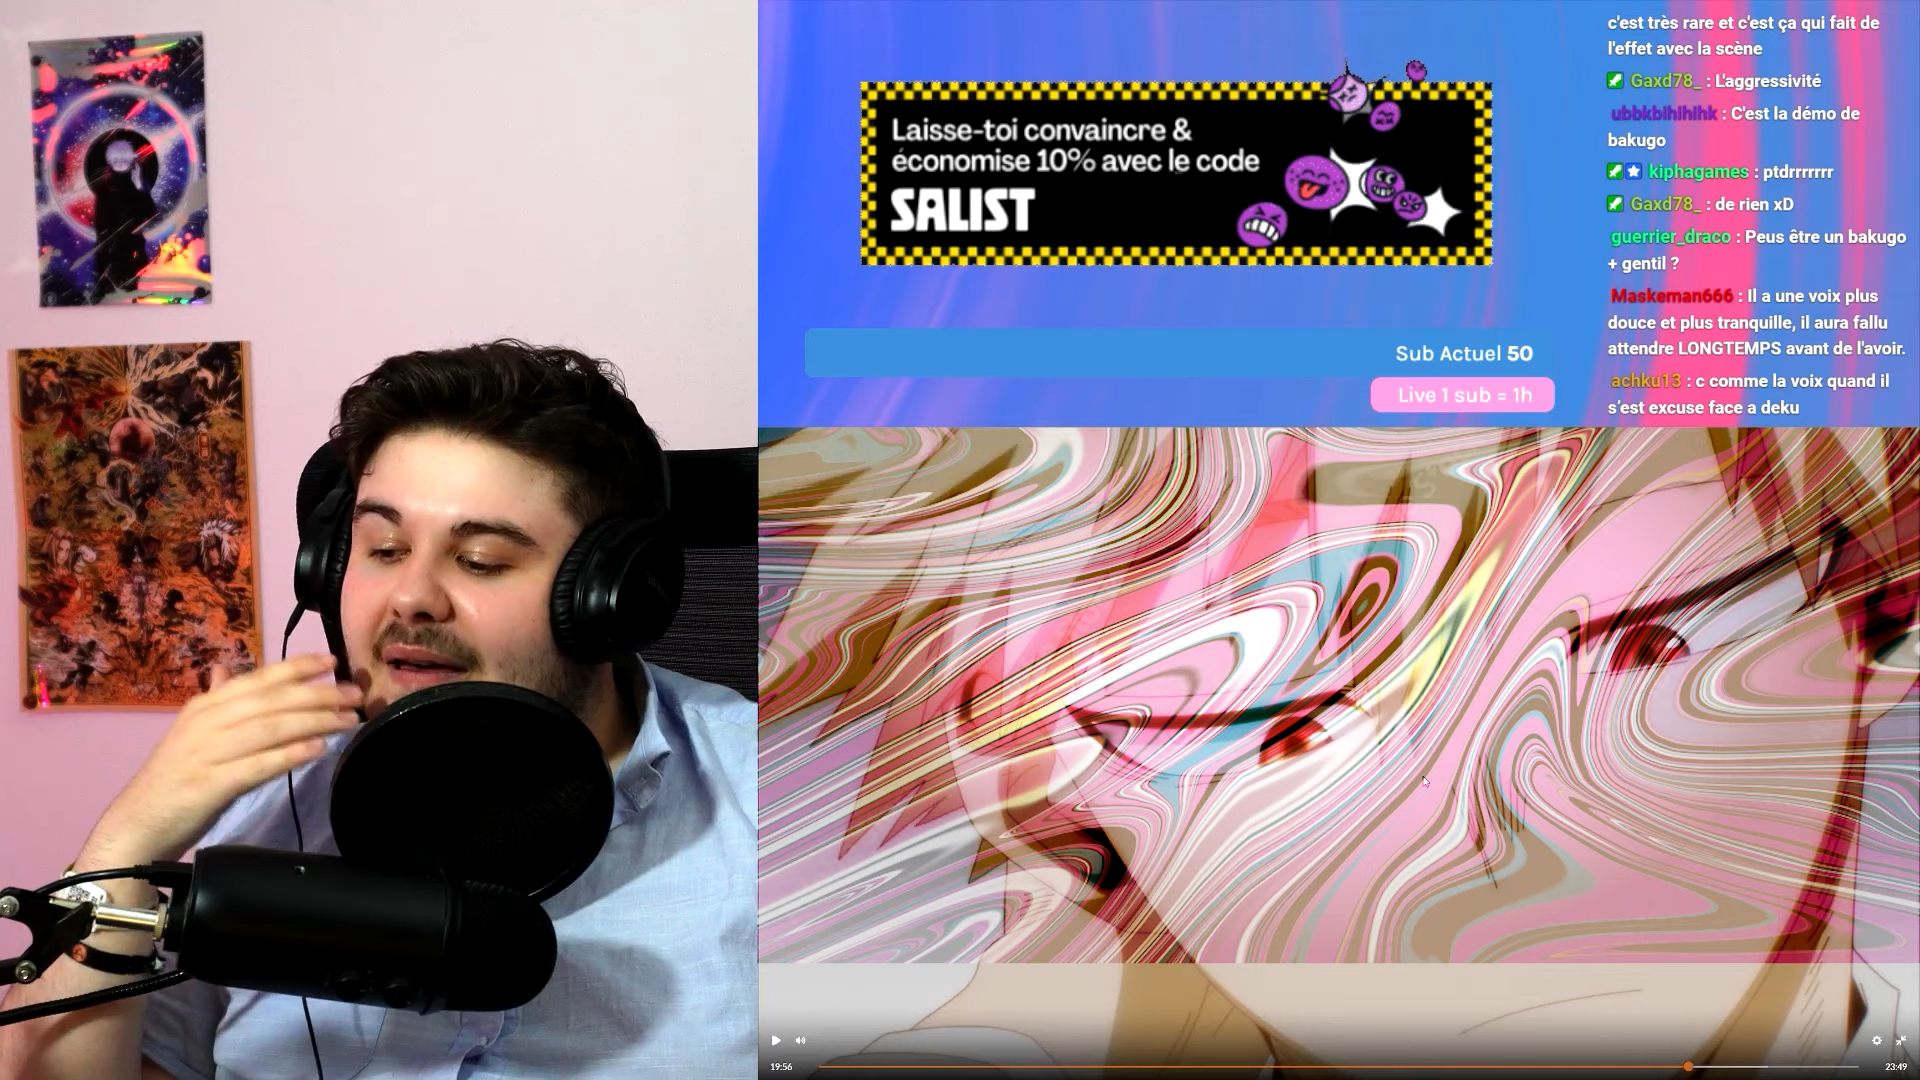 Laisse-toi convaincre &
économise 10% avec le code
SALIST
Sub Actuel 50
Live 1 sub = 1h
c'est très rare et c'est ça qui fait de
l'effet avec la scène
Gaxd78_ : L'aggressivité
ubbkbihihihk : C'est la démo de
bakugo
kiphagames : ptdrrrrrrr
Gaxd78_ : de rien xD
guerrier_draco : Peus être un bakugo
+ gentil ?
Maskeman666 : Il a une voix plus
douce et plus tranquille, il aura fallu
attendre LONGTEMPS avant de l'avoir.
achku13 : c comme la voix quand il
s'est excuse face a deku
19:56
23:49